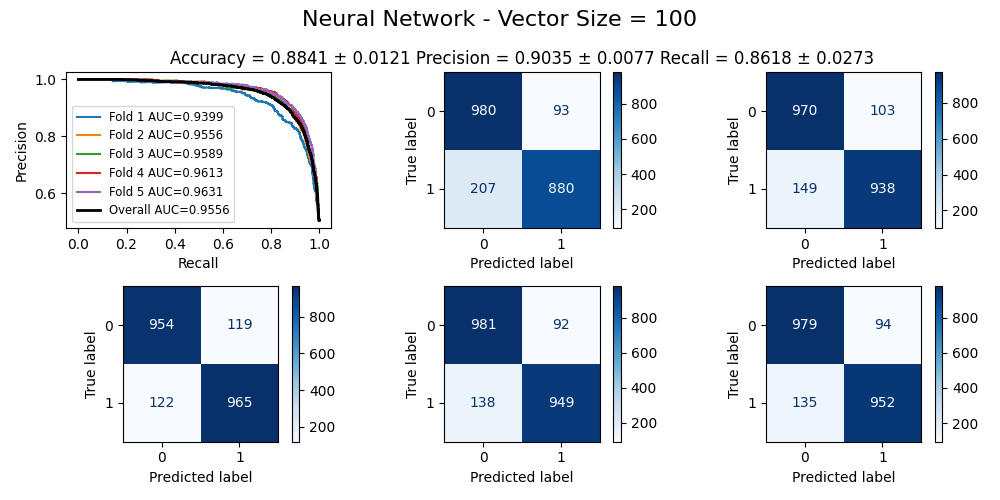 Neural Network - Vector Size = 100
Accuracy = 0.8841 ± 0.0121 Precision = 0.9035 ± 0.0077 Recall = 0.8618 ± 0.0273
1.0
0.8
0.6
Precision
Fold 1 AUC=0.9399
Fold 2 AUC=0.9556
Fold 3 AUC=0.9589
Fold 4 AUC=0.9613
Fold 5 AUC=0.9631
Overall AUC=0.9556
0.0 0.2 0.4 0.6 0.8 1.0
Recall
True label
0 980 93
1 207 880
0 1
Predicted label
800
600
400
200
True label
0 970 103
1 149 938
0 1
Predicted label
800
600
400
200
True label
0 954 119
1 122 965
0 1
Predicted label
800
600
400
200
True label
0 981 92
1 138 949
0 1
Predicted label
800
600
400
200
True label
0 979 94
1 135 952
0 1
Predicted label
800
600
400
200